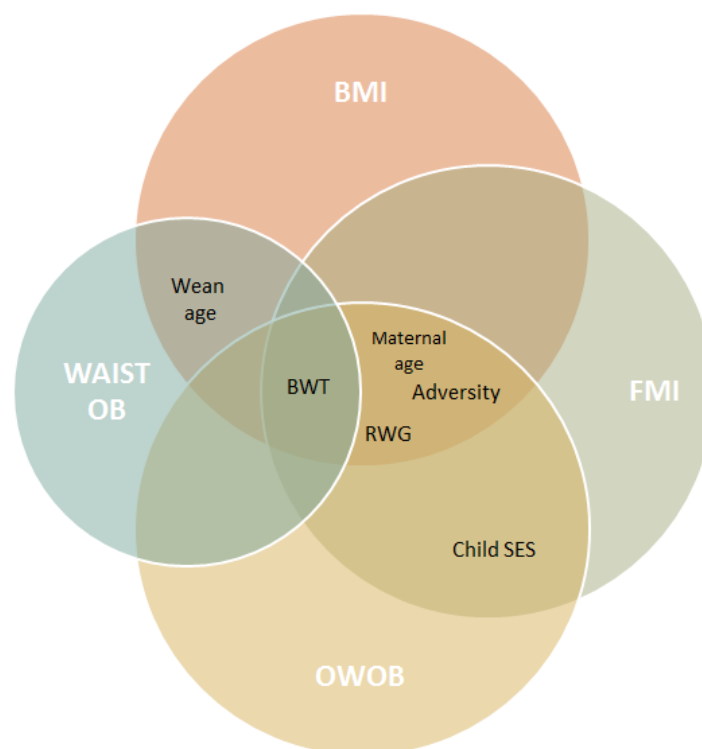 BMI
Wean
age
Maternal
age
WAIST
OB
BWT
Adversity
FMI
RWG
Child SES
OWOB